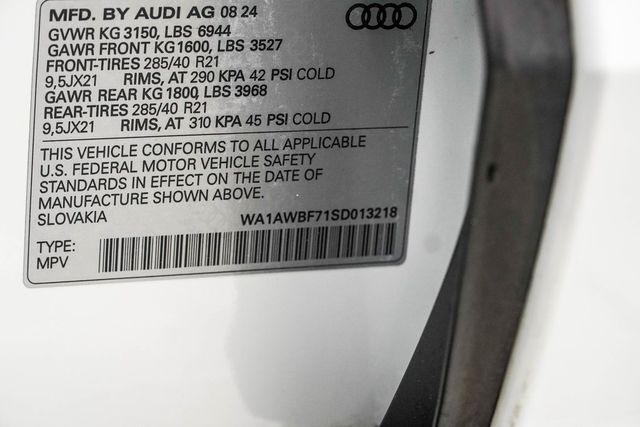 MFD. BY AUDI AG 08 24
GVWR KG 3150, LBS 6944
GAWR FRONT KG1600, LBS 3527
FRONT-TIRES 285/40 R21
9,5JX21 RIMS, AT 290 KPA 42 PSI COLD
GAWR REAR KG 1800, LBS 3968
REAR-TIRES 285/40 R21
9,5JX21 RIMS, AT 310 KPA 45 PSI COLD
THIS VEHICLE CONFORMS TO ALL APPLICABLE
U.S. FEDERAL MOTOR VEHICLE SAFETY
STANDARDS IN EFFECT ON THE DATE OF
MANUFACTURE SHOWN ABOVE.
SLOVAKIA WA1AWBF71SD013218
TYPE:
MPV